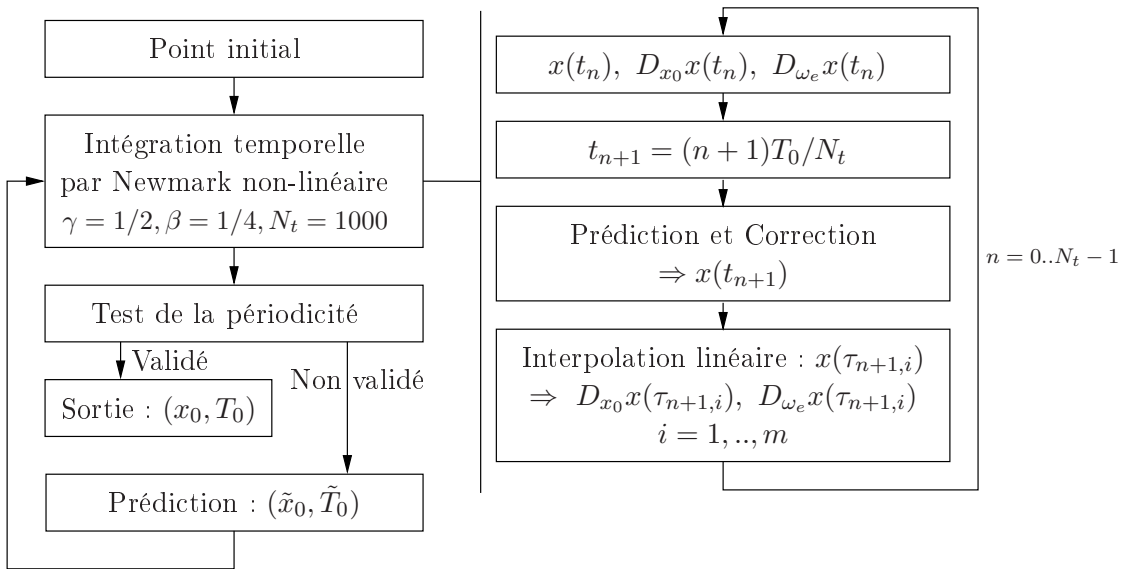 Point initial
Intégration temporelle
par Newmark non-linéaire
γ = 1/2, β = 1/4, N_t = 1000
Test de la périodicité
Validé
Non validé
Sortie : (x_0, T_0)
Prédiction : (x̃_0, T̃_0)
x(t_n), D_{x_0}x(t_n), D_{ω_e}x(t_n)
t_{n+1} = (n + 1)T_0/N_t
Prédiction et Correction
⇒ x(t_{n+1})
Interpolation linéaire : x(τ_{n+1,i})
⇒ D_{x_0}x(τ_{n+1,i}), D_{ω_e}x(τ_{n+1,i})
i = 1, .., m
n = 0..N_t − 1